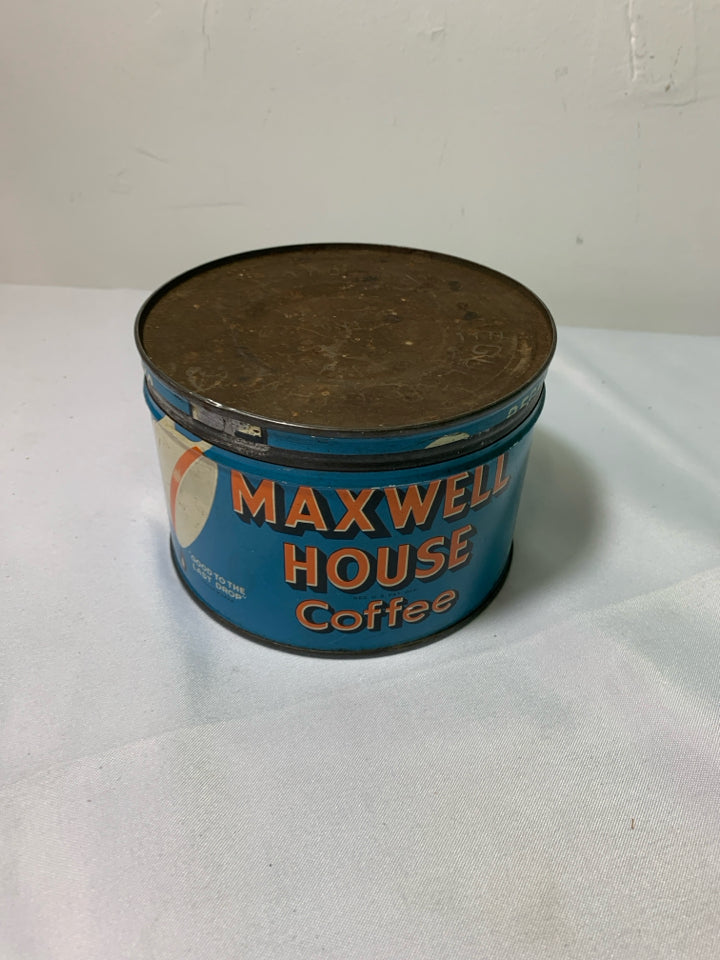 MAXWELL
HOUSE
Coffee
"GOOD TO THE
LAST DROP"